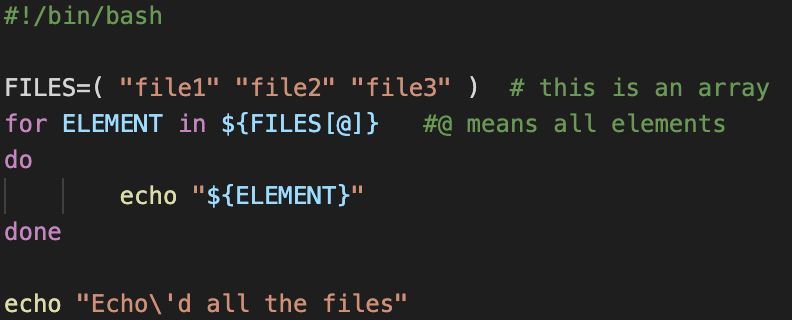 #!/bin/bash
FILES=( "file1" "file2" "file3" )  # this is an array
for ELEMENT in ${FILES[@]}   #@ means all elements
do
        echo "${ELEMENT}"
done
echo "Echo\'d all the files"